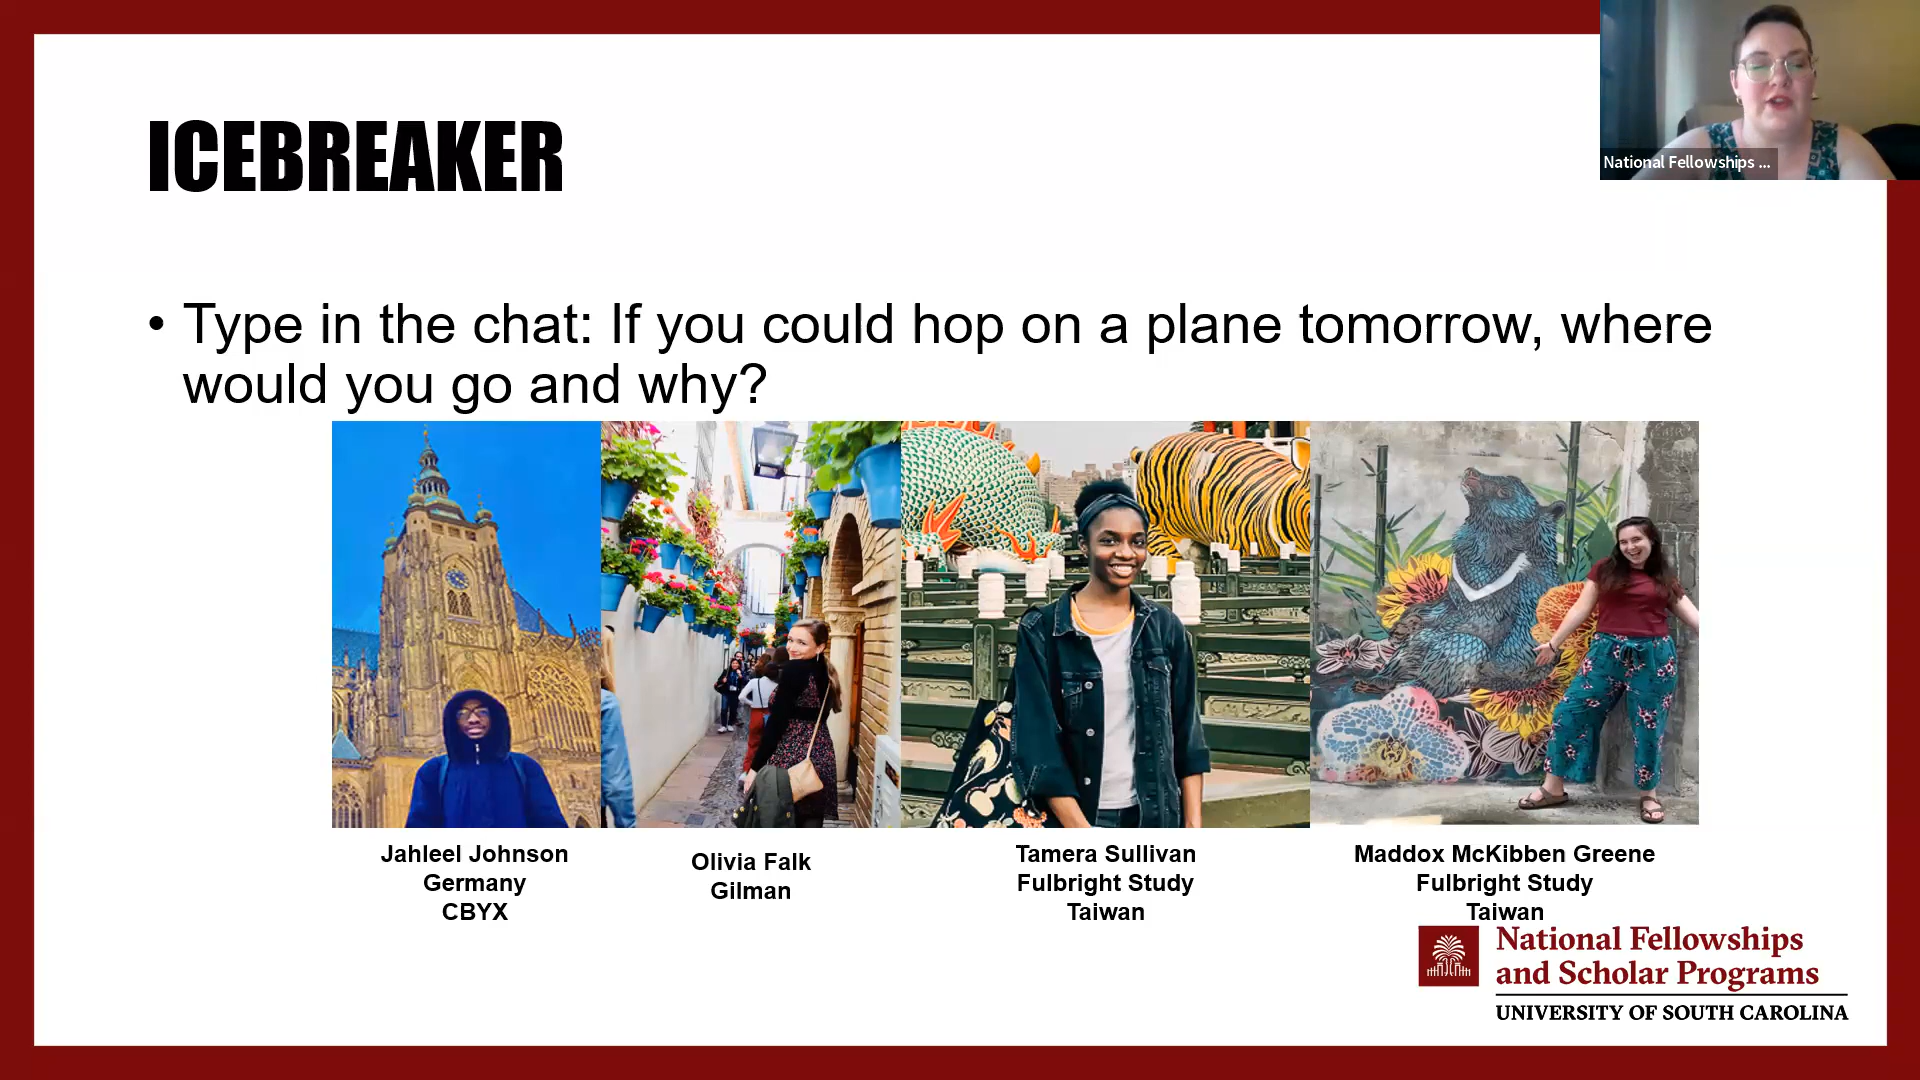 ICEBREAKER
National Fellowships ...
• Type in the chat: If you could hop on a plane tomorrow, where
would you go and why?
Jahleel Johnson
Germany
CBYX
Olivia Falk
Gilman
Tamera Sullivan
Fulbright Study
Taiwan
Maddox McKibben Greene
Fulbright Study
Taiwan
National Fellowships
and Scholar Programs
UNIVERSITY OF SOUTH CAROLINA